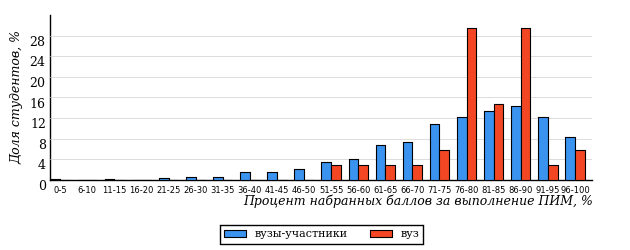 Доля студентов, %
28
24
20
16
12
8
4
0
0-5 6-10 11-15 16-20 21-25 26-30 31-35 36-40 41-45 46-50 51-55 56-60 61-65 66-70 71-75 76-80 81-85 86-90 91-95 96-100
Процент набранных баллов за выполнение ПИМ, %
вузы-участники вуз